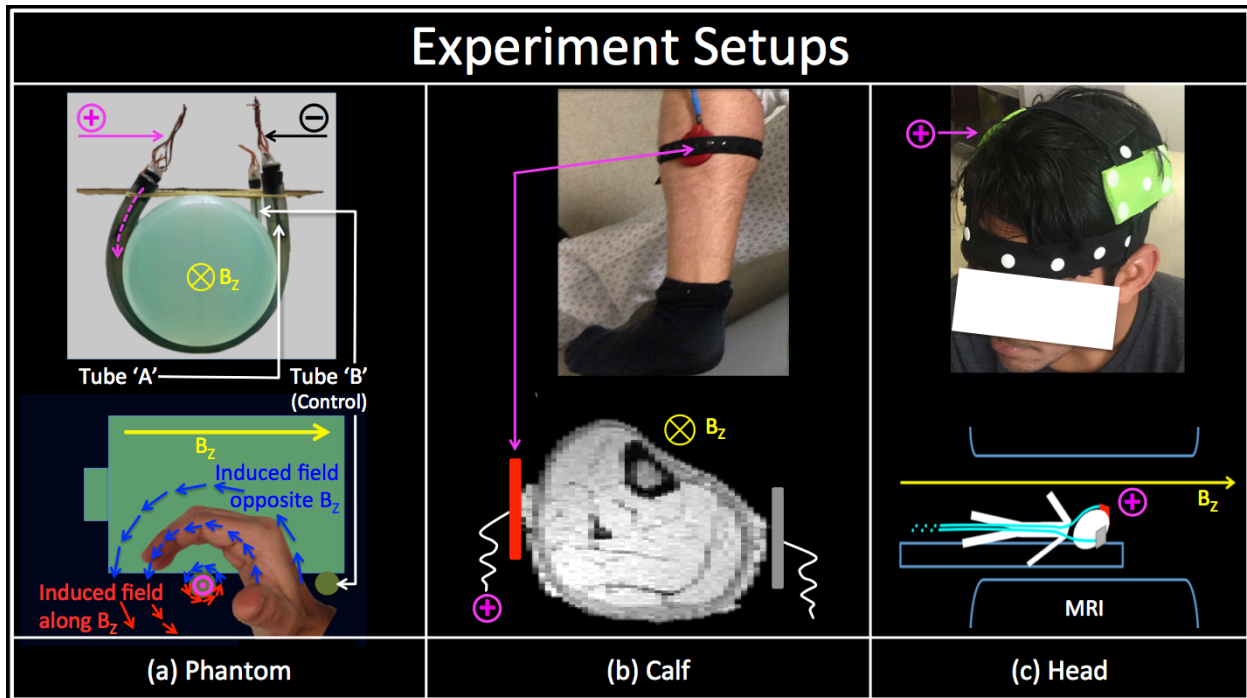 Experiment Setups
+
−
B_Z
Tube ‘A’
Tube ‘B’
(Control)
B_Z
Induced field
opposite B_Z
Induced field
along B_Z
(a) Phantom
B_Z
+
(b) Calf
+
B_Z
+
MRI
(c) Head